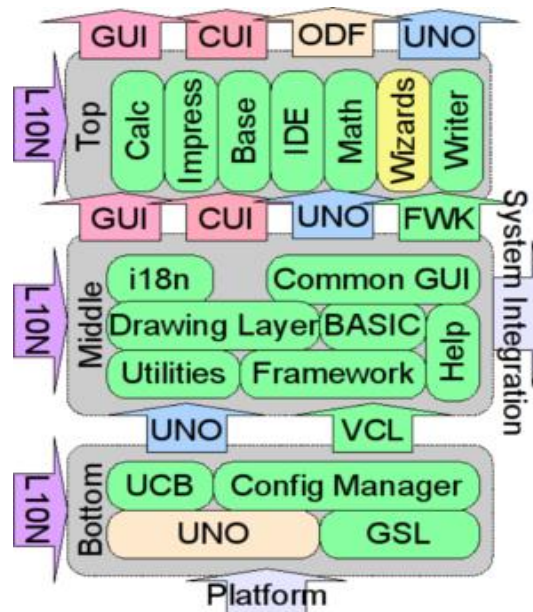 GUI CUI ODF UNO
L10N
Top
Calc
Impress
Base
IDE
Math
Wizards
Writer
GUI CUI UNO FWK
L10N
Middle
i18n Common GUI
Drawing Layer BASIC
Utilities Framework
Help
System Integration
UNO VCL
L10N
Bottom
UCB Config Manager
UNO GSL
Platform